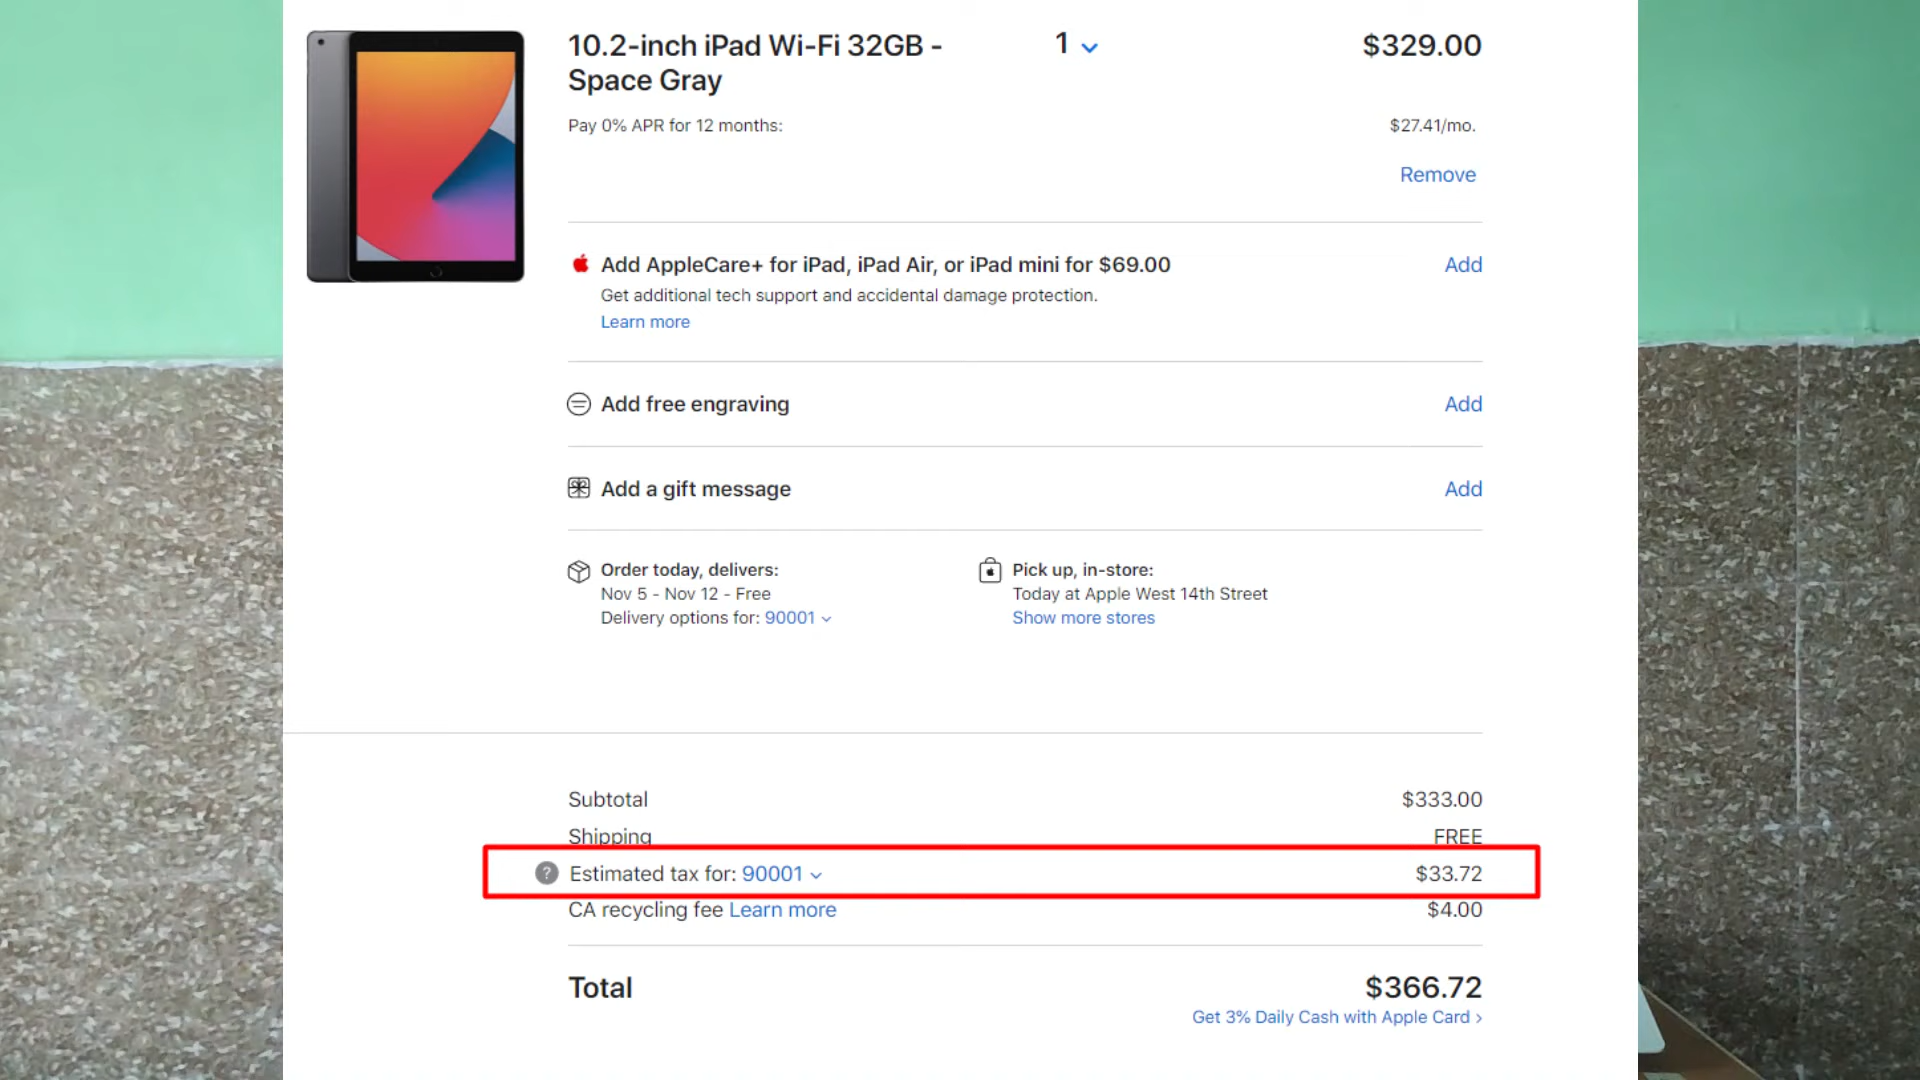 10.2-inch iPad Wi-Fi 32GB - 1 $329.00
Space Gray
Pay 0% APR for 12 months: $27.41/mo.
Remove
Add AppleCare+ for iPad, iPad Air, or iPad mini for $69.00 Add
Get additional tech support and accidental damage protection.
Learn more
Add free engraving Add
Add a gift message Add
Order today, delivers:
Nov 5 - Nov 12 - Free
Delivery options for: 90001
Pick up, in-store:
Today at Apple West 14th Street
Show more stores
Subtotal $333.00
Shipping FREE
? Estimated tax for: 90001 $33.72
CA recycling fee Learn more $4.00
Total $366.72
Get 3% Daily Cash with Apple Card >